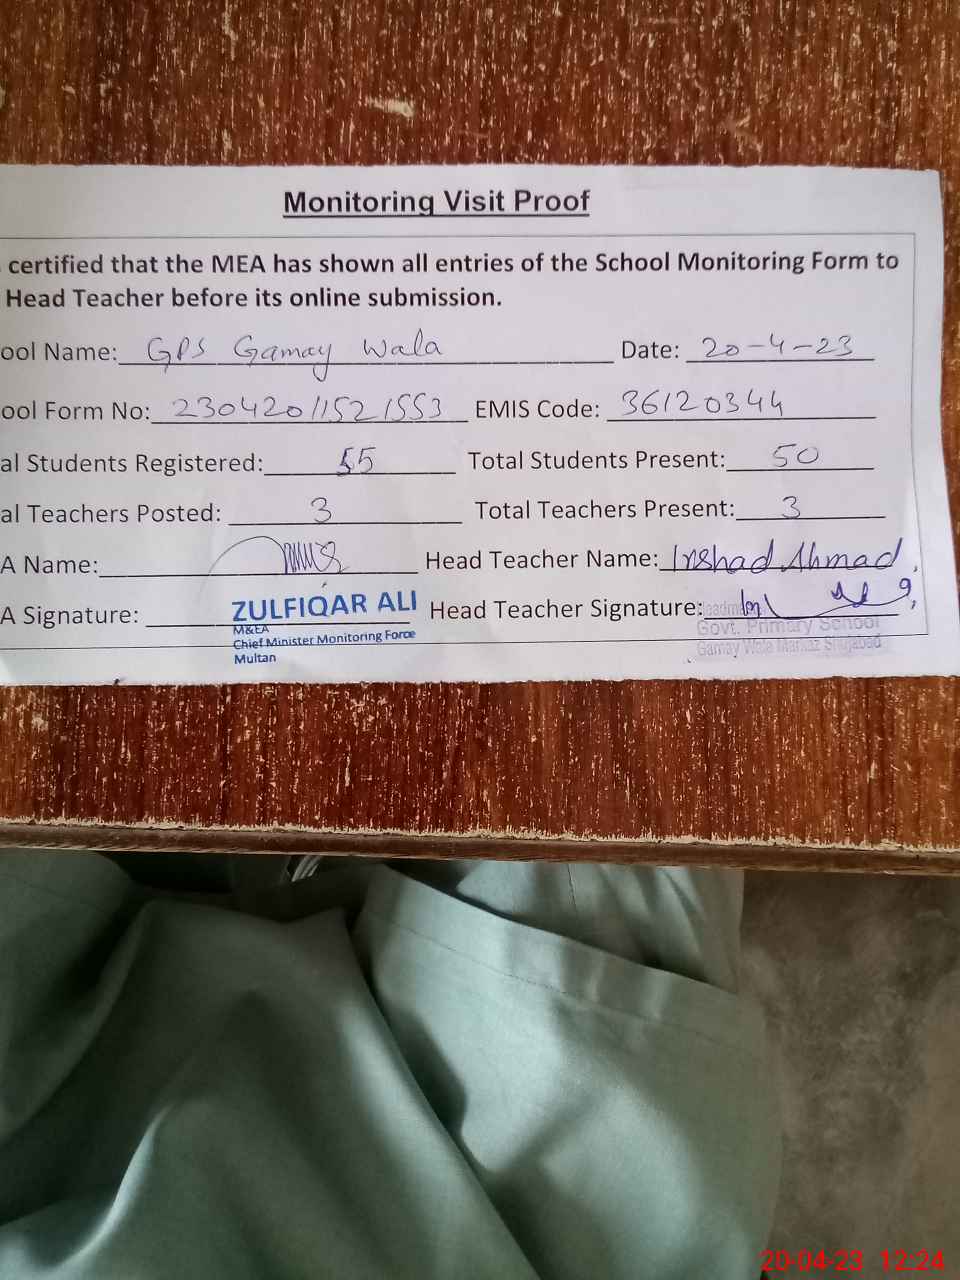 Monitoring Visit Proof
certified that the MEA has shown all entries of the School Monitoring Form to
Head Teacher before its online submission.
ool Name: GPS Gamay Wala Date: 20-4-23
ool Form No: 23042011521553 EMIS Code: 36120344
al Students Registered: 55 Total Students Present: 50
al Teachers Posted: 3 Total Teachers Present: 3
A Name: Head Teacher Name: Irshad Ahmad
A Signature: ZULFIQAR ALI Head Teacher Signature:
M&EA
Chief Minister Monitoring Force
Multan
Govt. Primary School
Gamay Wala Markaz Shujabad
20-04-23 12:24